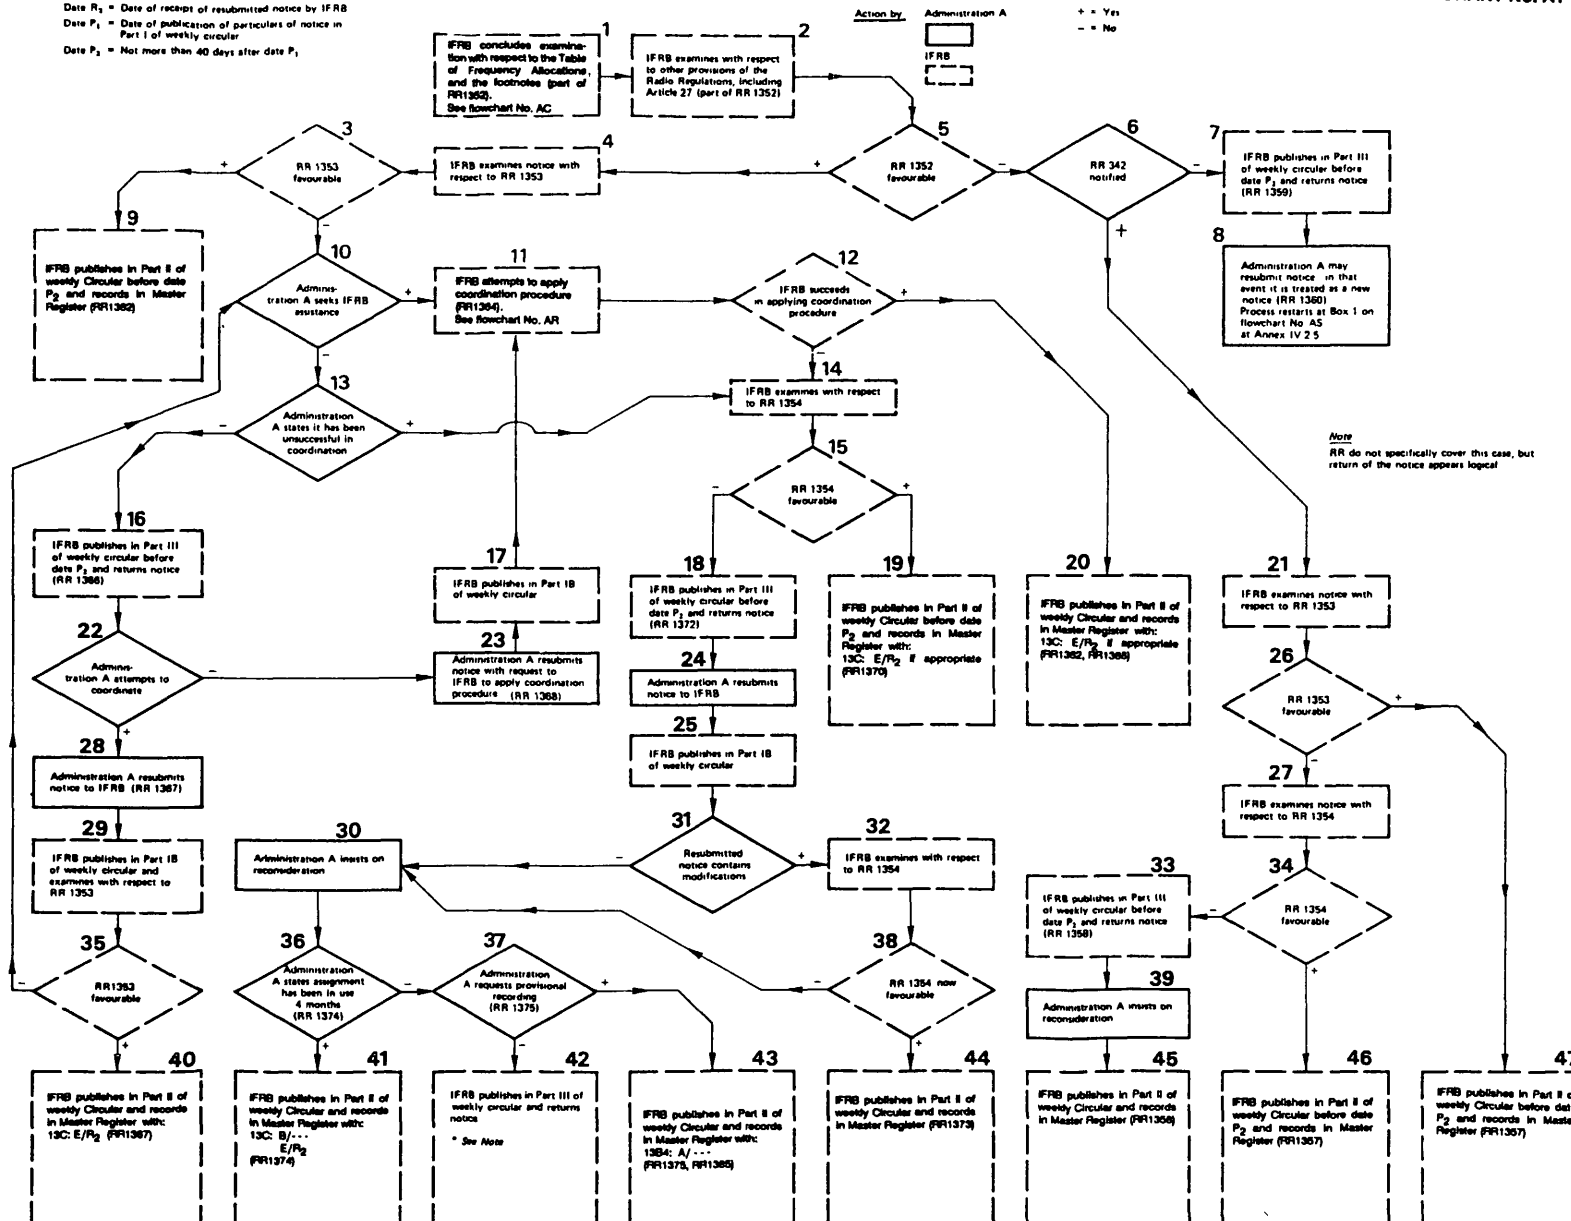 Date R₂ = Date of receipt of resubmitted notice by IFRB
Date P₁ = Date of publication of particulars of notice in
Part I of weekly circular
Date P₂ = Not more than 40 days after date P₁
Action by
Administration A
IFRB
+ = Yes
- = No
1
IFRB concludes examina-
tion with respect to the Table
of Frequency Allocations,
and the footnotes (part of
RR1352).
See flowchart No. AC
2
IFRB examines with respect
to other provisions of the
Radio Regulations, including
Article 27 (part of RR 1352)
3
RR 1353
favourable
+
-
4
IFRB examines notice with
respect to RR 1353
5
RR 1352
favourable
+
-
6
RR 342
notified
-
+
7
IFRB publishes in Part III
of weekly circular before
date P₂ and returns notice
(RR 1359)
8
Administration A may
resubmit notice in that
event it is treated as a new
notice (RR 1360)
Process restarts at Box 1 on
flowchart No AS
at Annex IV 2.5
9
IFRB publishes in Part II of
weekly Circular before date
P₂ and records in Master
Register (RR1362)
10
Adminis-
tration A seeks IFRB
assistance
+
-
11
IFRB attempts to apply
coordination procedure
(RR1364).
See flowchart No. AR
12
IFRB succeeds
in applying coordination
procedure
+
-
13
Administration
A states it has been
unsuccessful in
coordination
-
+
14
IFRB examines with respect
to RR 1354
15
RR 1354
favourable
-
+
Note
RR do not specifically cover this case, but
return of the notice appears logical
16
IFRB publishes in Part III
of weekly circular before
date P₂ and returns notice
(RR 1366)
17
IFRB publishes in Part IB
of weekly circular
18
IFRB publishes in Part III
of weekly circular before
date P₂ and returns notice
(RR 1372)
19
IFRB publishes in Part II of
weekly Circular before date
P₂ and records in Master
Register with:
13C: E/R₂ if appropriate
(RR1370)
20
IFRB publishes in Part II of
weekly Circular and records
in Master Register with:
13C: E/R₂ if appropriate
21
IFRB examines notice with
respect to RR 1353
22
Adminis-
tration A attempts to
coordinate
-
+
23
Administration A resubmits
notice with request to
IFRB to apply coordination
procedure (RR 1368)
24
Administration A resubmits
notice to IFRB
25
IFRB publishes in Part IB
of weekly circular
26
RR 1353
favourable
+
-
27
IFRB examines notice with
respect to RR 1354
28
Administration A resubmits
notice to IFRB (RR 1367)
29
IFRB publishes in Part IB
of weekly circular and
examines with respect to
RR 1353
30
Administration A insists on
reconsideration
31
Resubmitted
notice contains
modifications
-
+
32
IFRB examines with respect
to RR 1354
33
IFRB publishes in Part III
of weekly circular before
date P₂ and returns notice
(RR 1358)
34
RR 1354
favourable
-
+
35
RR1353
favourable
-
+
36
Administration
A states assignment
has been in use
4 months
(RR 1374)
-
+
37
Administration
A requests provisional
recording
(RR 1375)
+
-
38
RR 1354 now
favourable
-
+
39
Administration A insists on
reconsideration
40
IFRB publishes in Part II of
weekly Circular and records
in Master Register with:
13C: E/R₂ (RR1367)
41
IFRB publishes in Part II of
weekly Circular and records
in Master Register with:
13C: B/---
E/R₂
(RR1374)
42
IFRB publishes in Part III of
weekly circular and returns
notice
* See Note
43
IFRB publishes in Part II of
weekly Circular and records
in Master Register with:
13B4: A/ ---
(RR1375, RR1365)
44
IFRB publishes in Part II of
weekly Circular and records
in Master Register (RR1373)
45
IFRB publishes in Part II of
weekly Circular and records
in Master Register (RR1358)
46
IFRB publishes in Part II of
weekly Circular before date
P₂ and records in Master
Register (RR1357)
47
IFRB publishes in Part II
weekly Circular before
P₂ and records in
Register (RR1357)